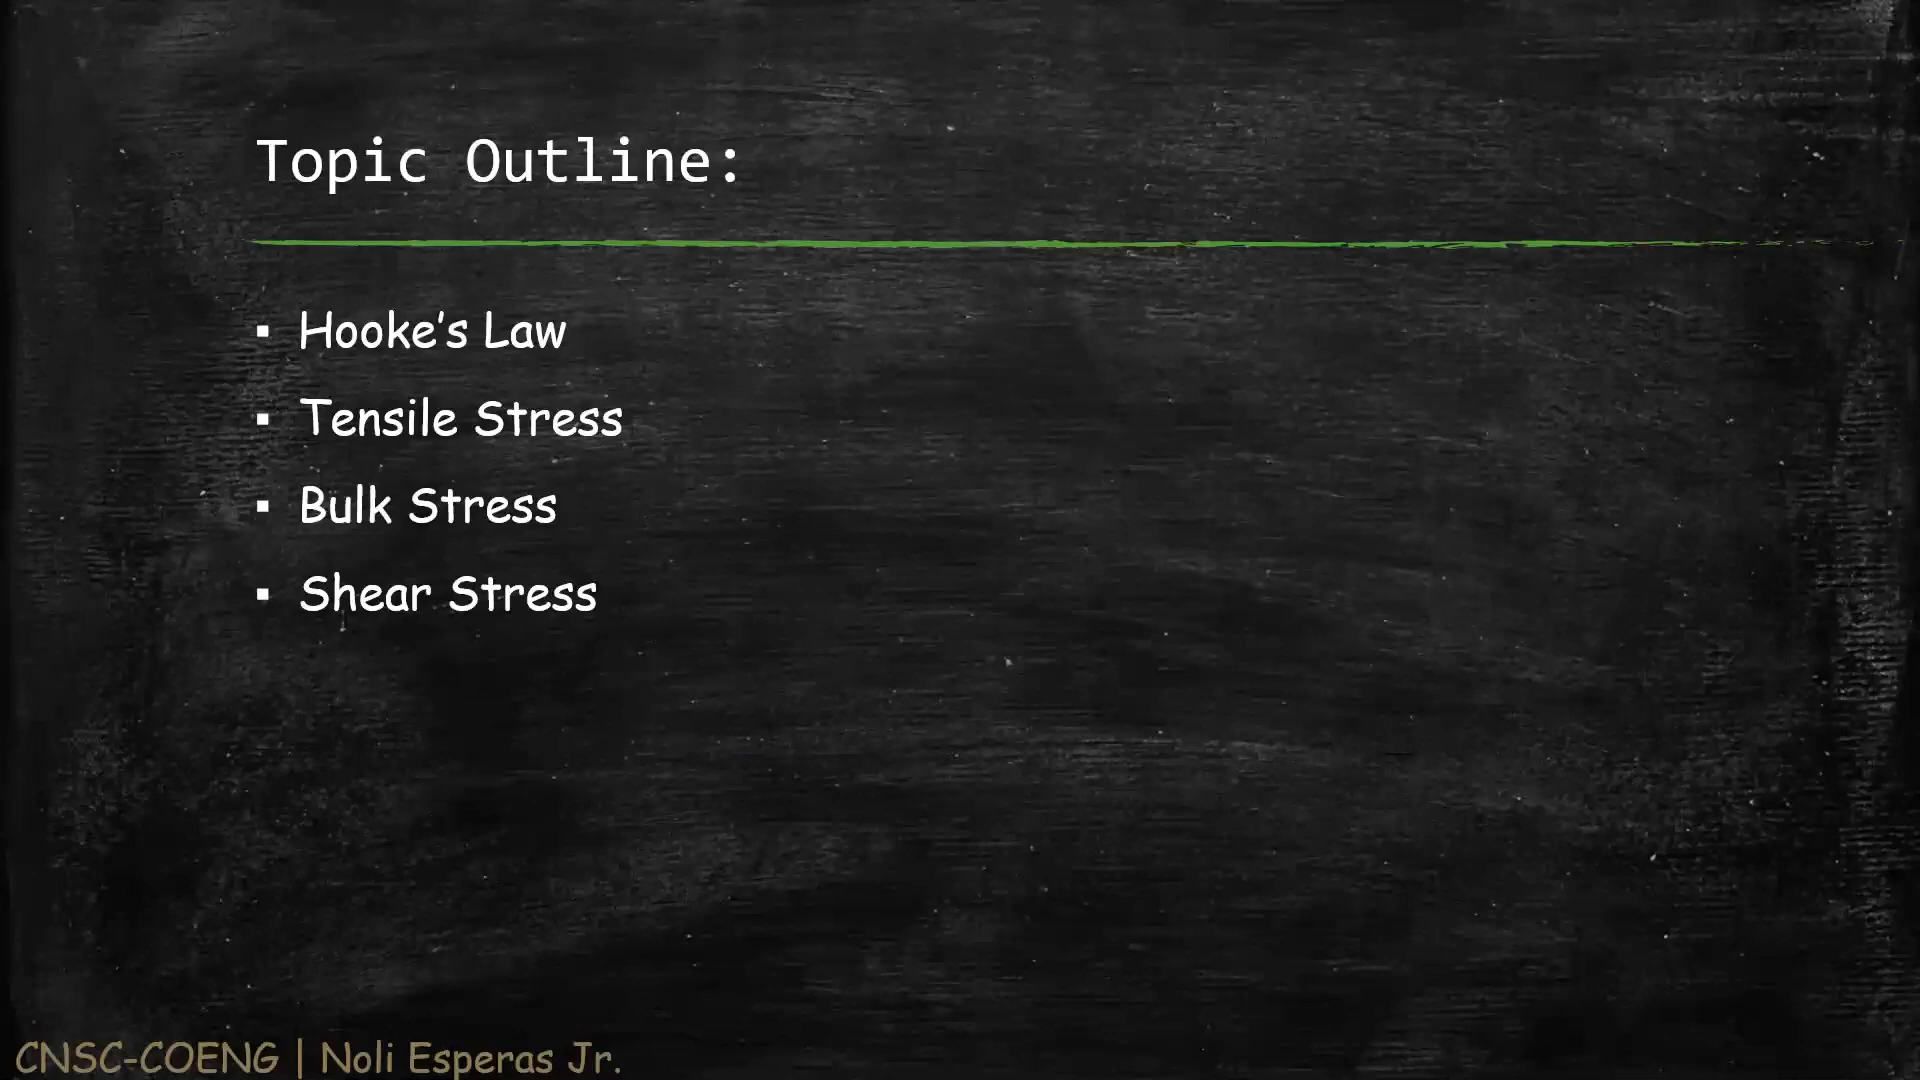 Topic Outline:
▪ Hooke's Law
▪ Tensile Stress
▪ Bulk Stress
▪ Shear Stress
CNSC-COENG | Noli Esperas Jr.